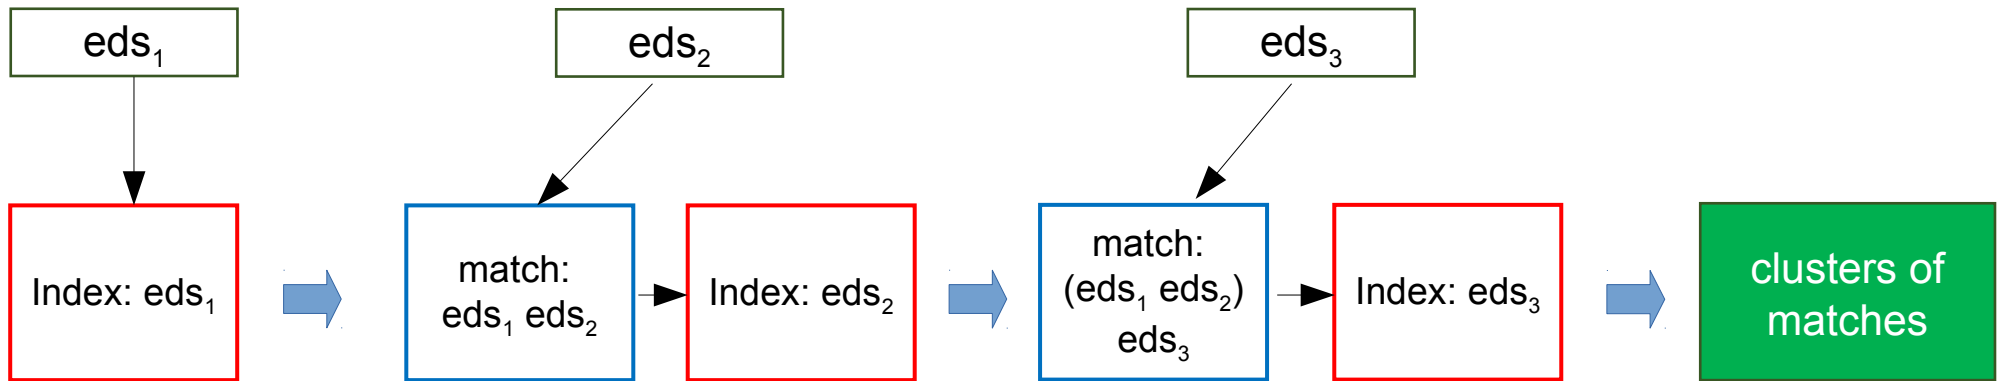 eds₁
eds₂
eds₃
Index: eds₁
match:
eds₁ eds₂
Index: eds₂
match:
(eds₁ eds₂)
eds₃
Index: eds₃
clusters of
matches